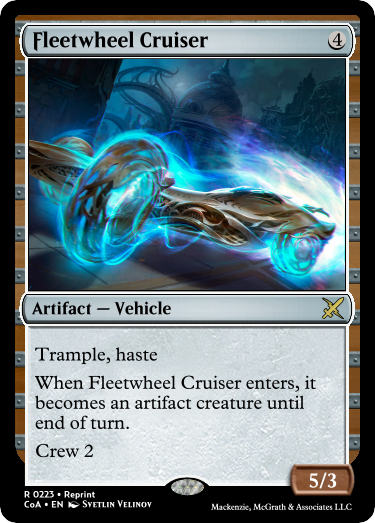 Fleetwheel Cruiser 4
Artifact — Vehicle
Trample, haste
When Fleetwheel Cruiser enters, it
becomes an artifact creature until
end of turn.
Crew 2
5/3
R 0223 • Reprint
CoA • EN Svetlin Velinov
Mackenzie, McGrath & Associates LLC